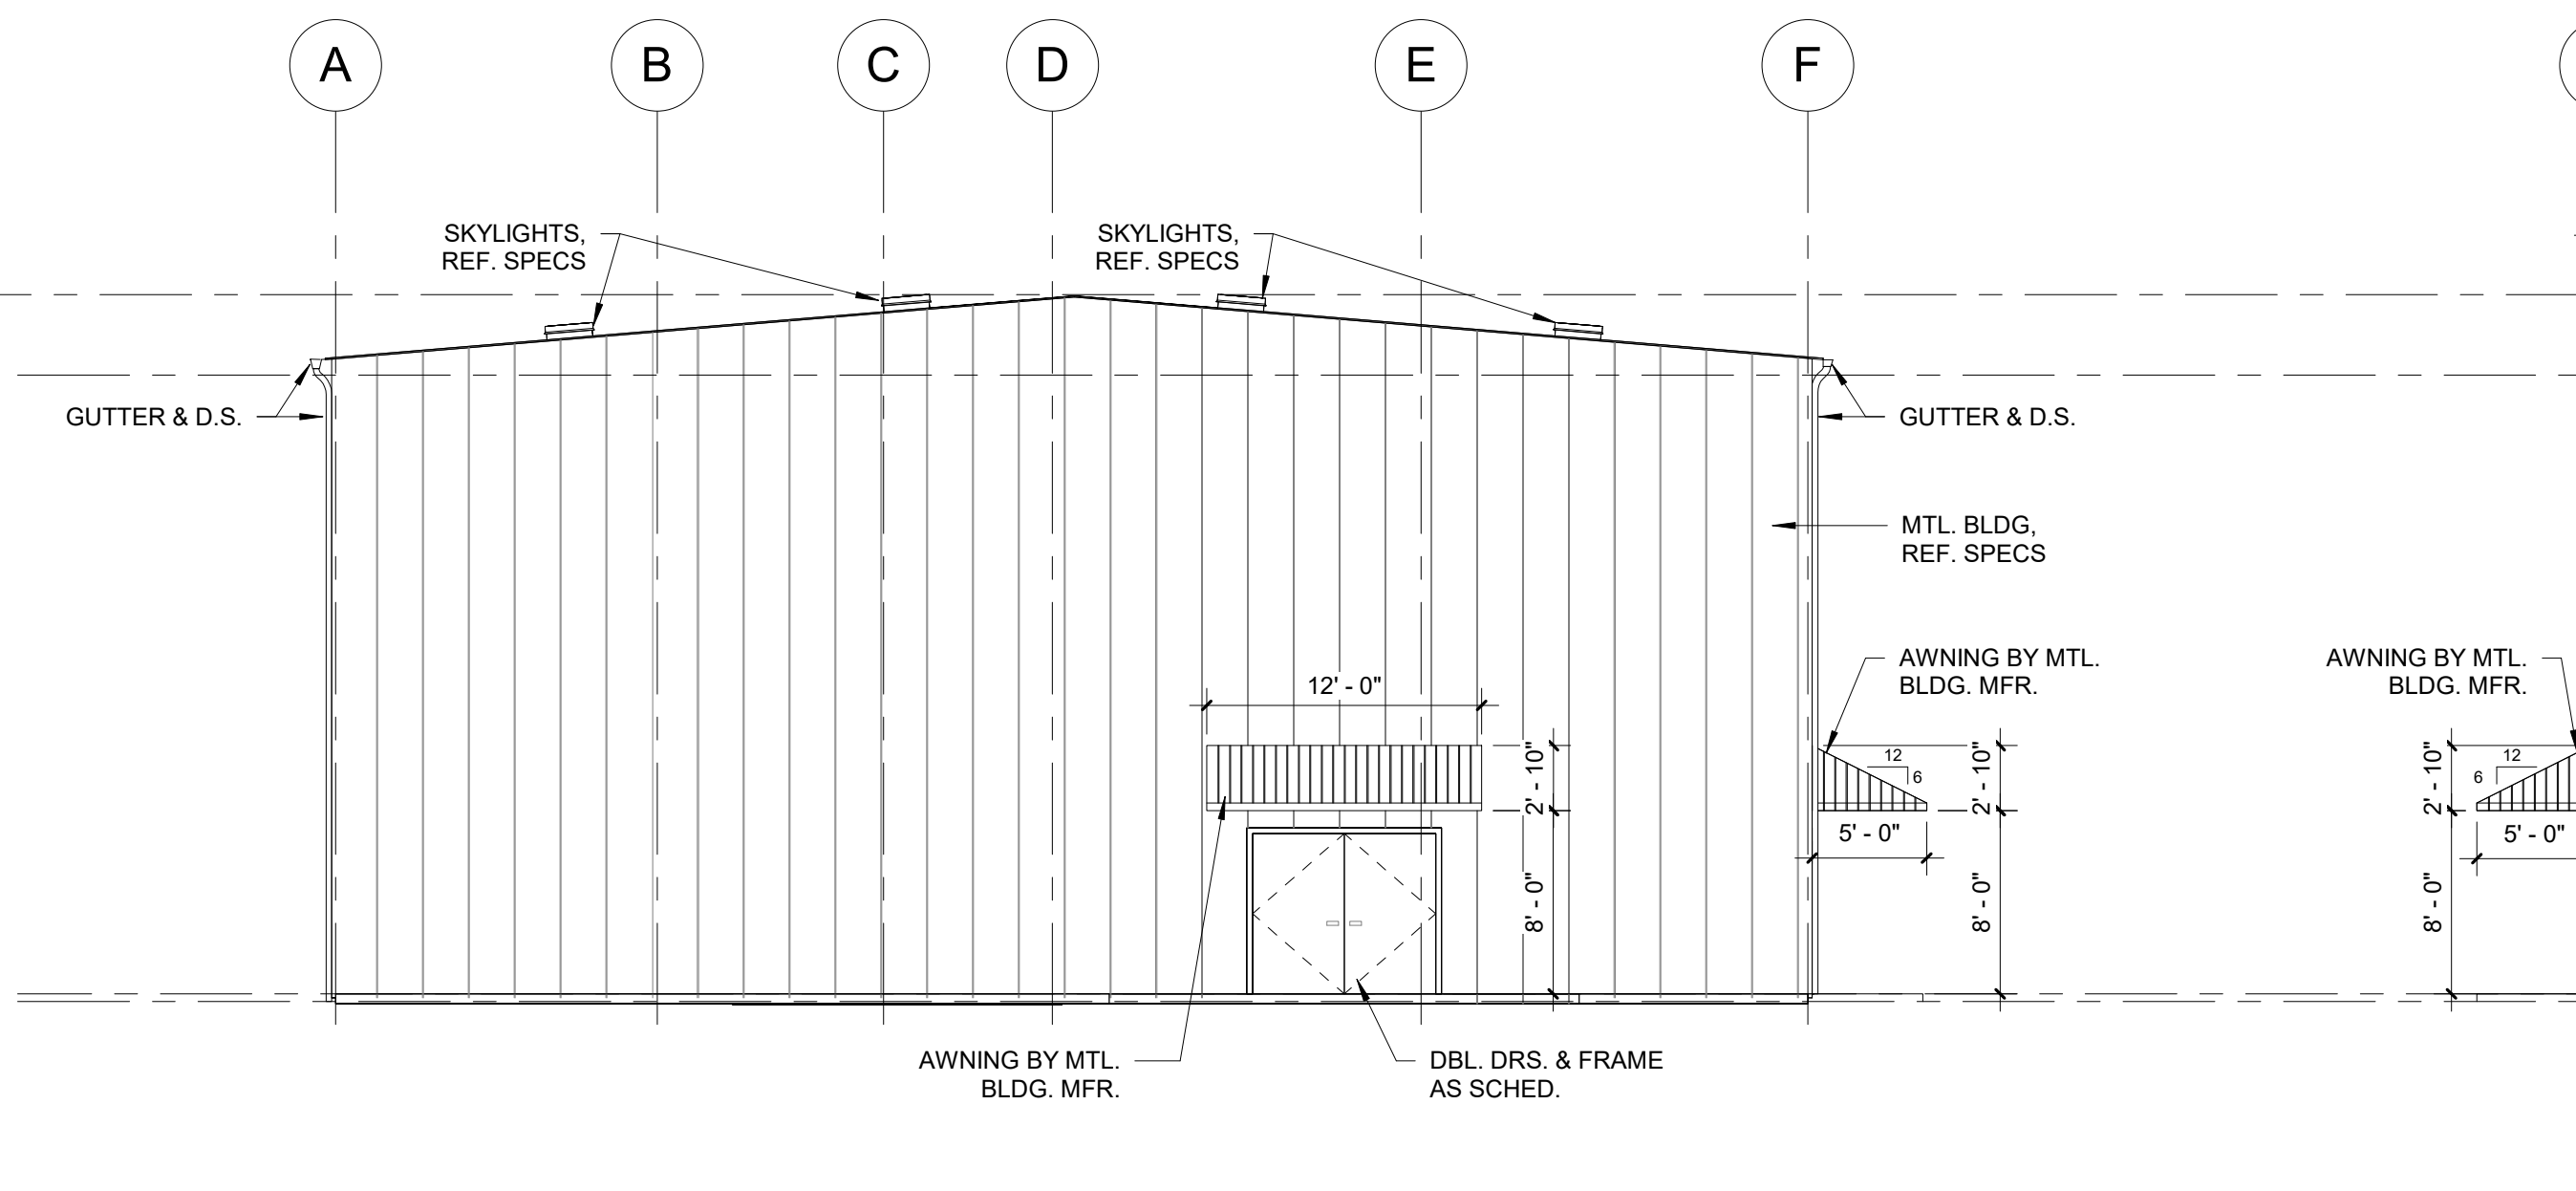 A
B
C
D
E
F
SKYLIGHTS,
REF. SPECS
SKYLIGHTS,
REF. SPECS
GUTTER & D.S.
GUTTER & D.S.
MTL. BLDG,
REF. SPECS
AWNING BY MTL.
BLDG. MFR.
AWNING BY MTL.
BLDG. MFR.
12' - 0"
2' - 10"
8' - 0"
12
6
5' - 0"
2' - 10"
8' - 0"
2' - 10"
12
6
5' - 0"
8' - 0"
AWNING BY MTL.
BLDG. MFR.
DBL. DRS. & FRAME
AS SCHED.